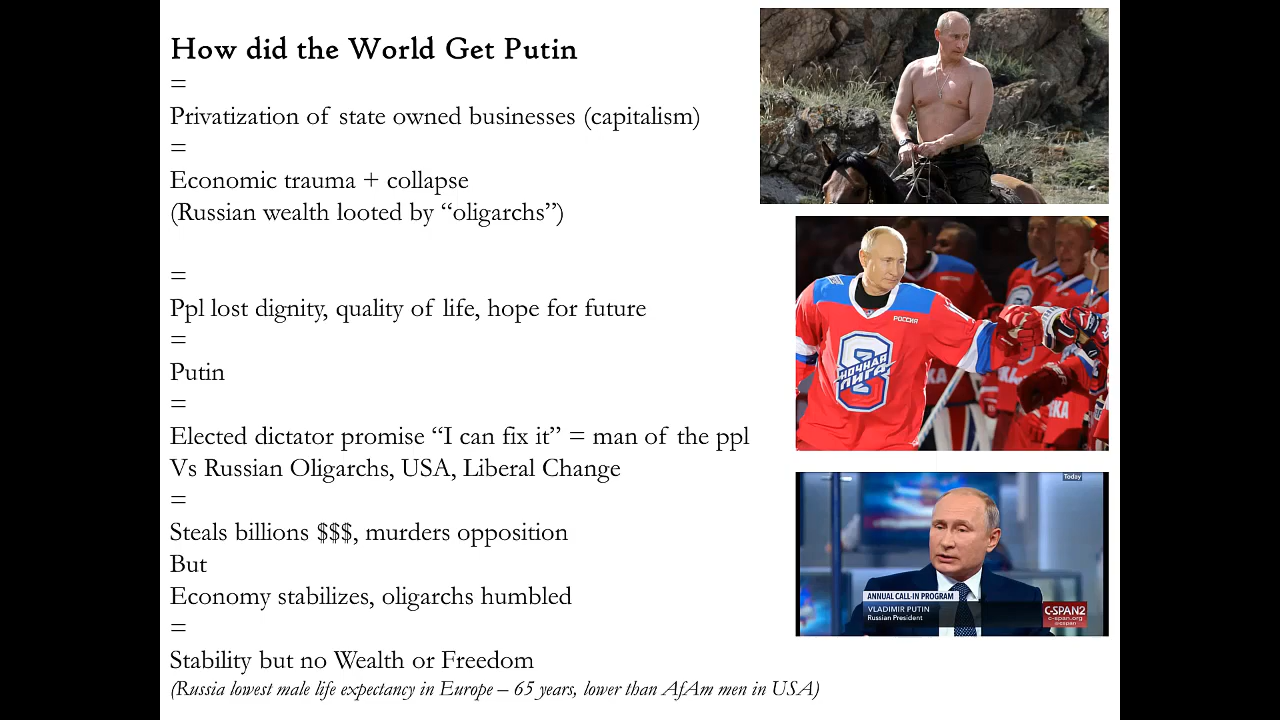 How did the World Get Putin
=
Privatization of state owned businesses (capitalism)
=
Economic trauma + collapse
(Russian wealth looted by “oligarchs”)
=
Ppl lost dignity, quality of life, hope for future
=
Putin
=
Elected dictator promise “I can fix it” = man of the ppl
Vs Russian Oligarchs, USA, Liberal Change
=
Steals billions $$$, murders opposition
But
Economy stabilizes, oligarchs humbled
=
Stability but no Wealth or Freedom
(Russia lowest male life expectancy in Europe – 65 years, lower than AfAm men in USA)
РОССИЯ
НОЧНАЯ
ЛИГА
Today
ANNUAL CALL-IN PROGRAM
VLADIMIR PUTIN
Russian President
C-SPAN2
c-span.org
@cspan